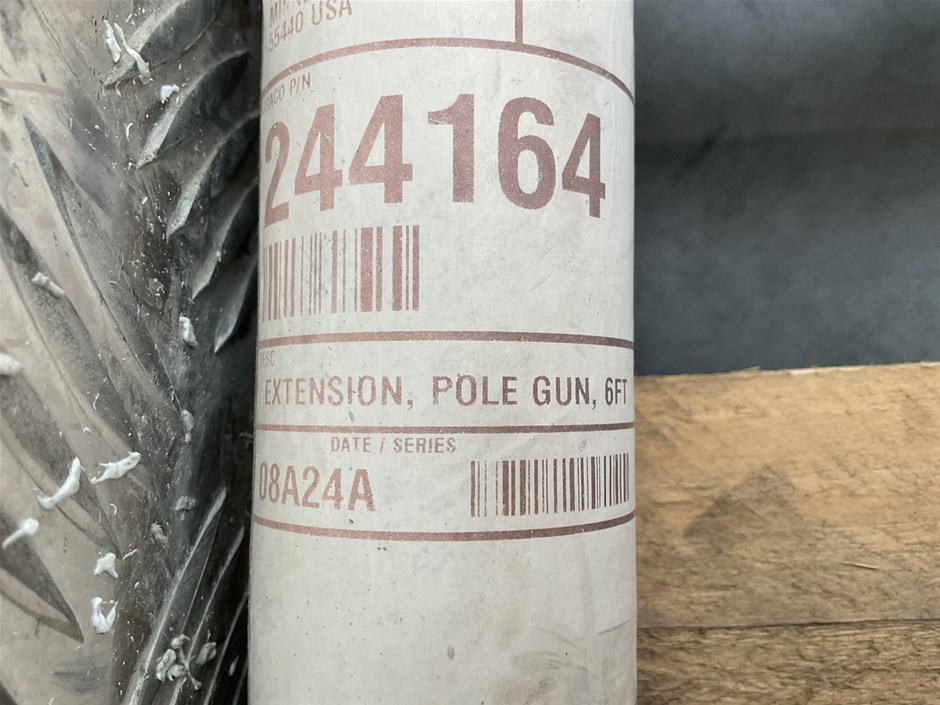 55440 USA
P/N
244164
EXTENSION, POLE GUN, 6FT
DATE / SERIES
08A24A